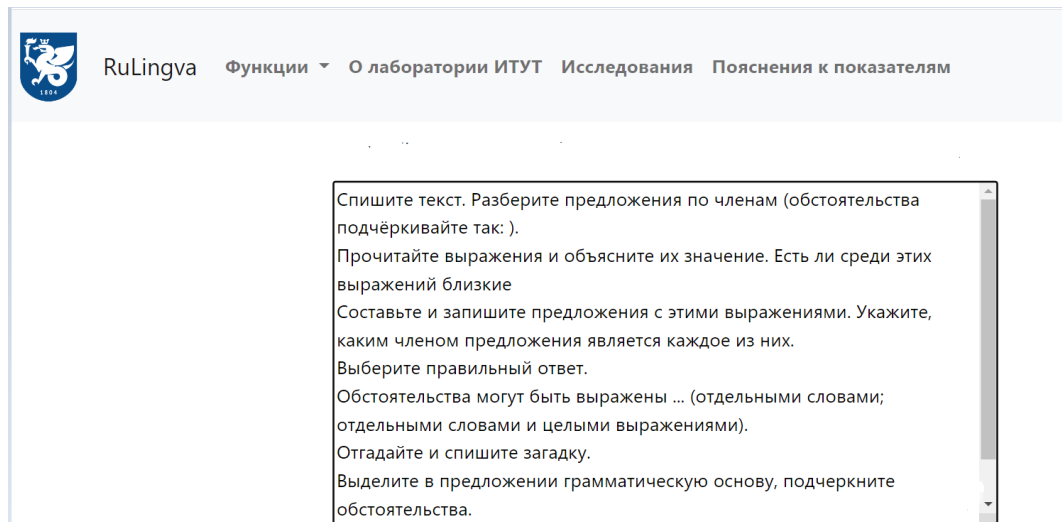 1804
RuLingva Функции О лаборатории ИТУТ Исследования Пояснения к показателям
Спишите текст. Разберите предложения по членам (обстоятельства
подчёркивайте так: ).
Прочитайте выражения и объясните их значение. Есть ли среди этих
выражений близкие
Составьте и запишите предложения с этими выражениями. Укажите,
каким членом предложения является каждое из них.
Выберите правильный ответ.
Обстоятельства могут быть выражены ... (отдельными словами;
отдельными словами и целыми выражениями).
Отгадайте и спишите загадку.
Выделите в предложении грамматическую основу, подчеркните
обстоятельства.